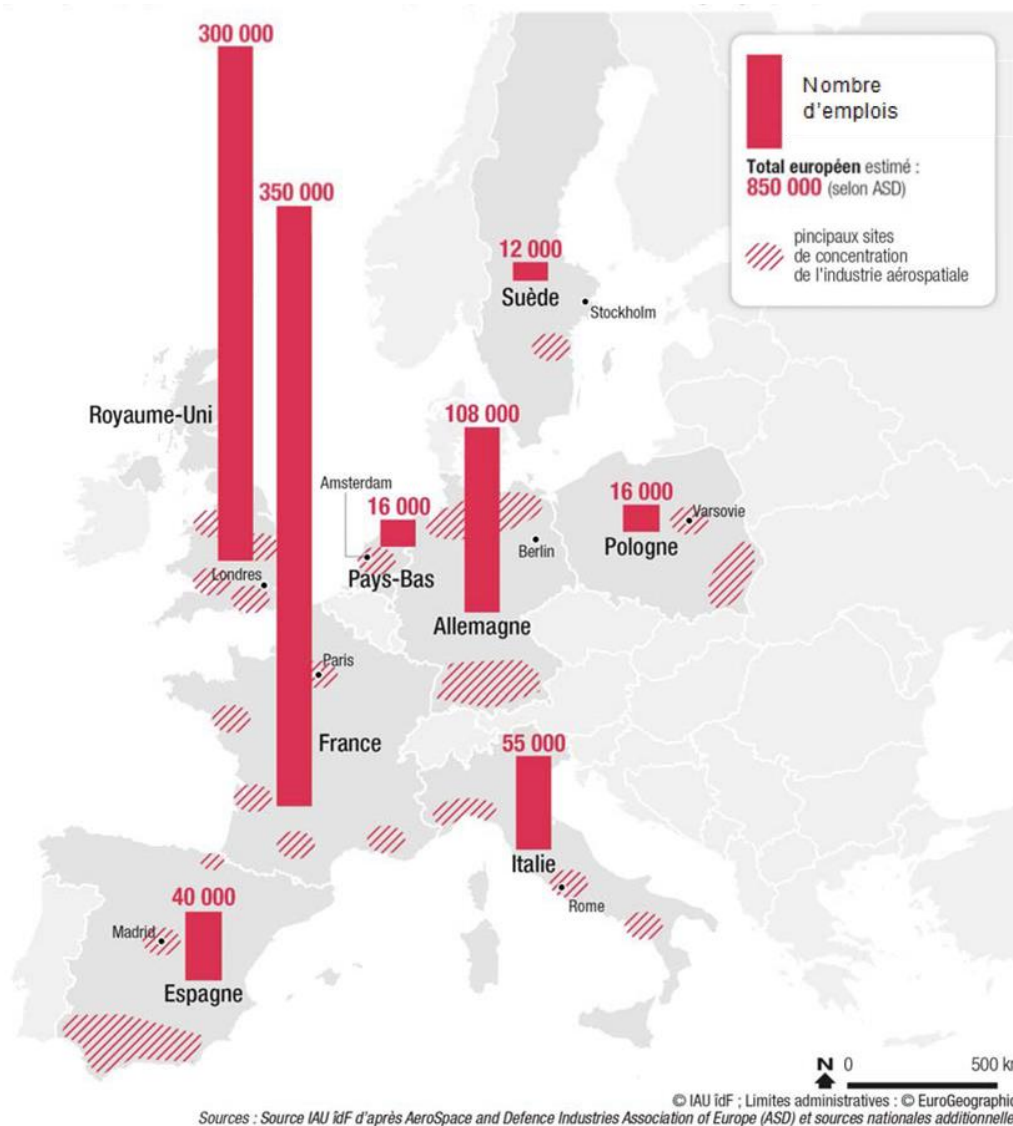 300 000
Nombre
d'emplois
Total européen estimé :
850 000 (selon ASD)
pincipaux sites
de concentration
de l'industrie aérospatiale
350 000
12 000
Suède
Stockholm
Royaume-Uni
108 000
Amsterdam
16 000
16 000
Varsovie
Pologne
Berlin
Pays-Bas
Londres
Allemagne
Paris
France
55 000
Italie
Rome
40 000
Madrid
Espagne
N 0 500 km
© IAU îdF ; Limites administratives : © EuroGeographic
Sources : Source IAU îdF d'après AeroSpace and Defence Industries Association of Europe (ASD) et sources nationales additionnelle